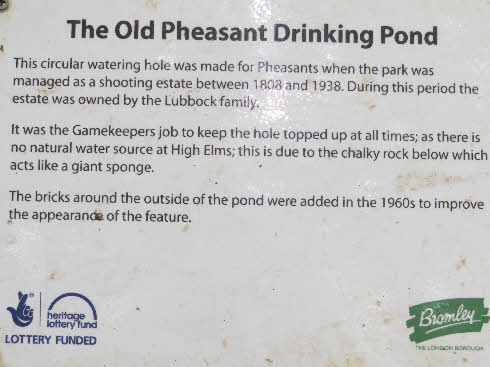 The Old Pheasant Drinking Pond
This circular watering hole was made for Pheasants when the park was
managed as a shooting estate between 1808 and 1938. During this period the
estate was owned by the Lubbock family.
It was the Gamekeepers job to keep the hole topped up at all times; as there is
no natural water source at High Elms; this is due to the chalky rock below which
acts like a giant sponge.
The bricks around the outside of the pond were added in the 1960s to improve
the appearance of the feature.
heritage
lottery fund
LOTTERY FUNDED
Bromley
THE LONDON BOROUGH